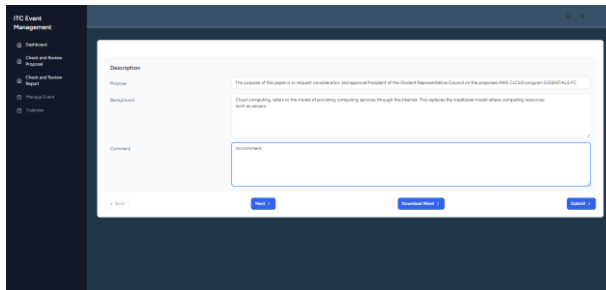 ITC Event
Management
Dashboard
Check and Review
Proposal
Check and Review
Report
Manage Event
Calendar
Description
Purpose
The purpose of this paper is to request consideration and approval President of the Student Representative Council on the proposed AWS CLOUD program ESSENTIALS ITC
Background
Cloud computing, refers to the model of providing computing services through the internet. This replaces the traditional model where computing resources
such as servers
Comment
no comment
< Back
Next >
Download Word >
Submit >